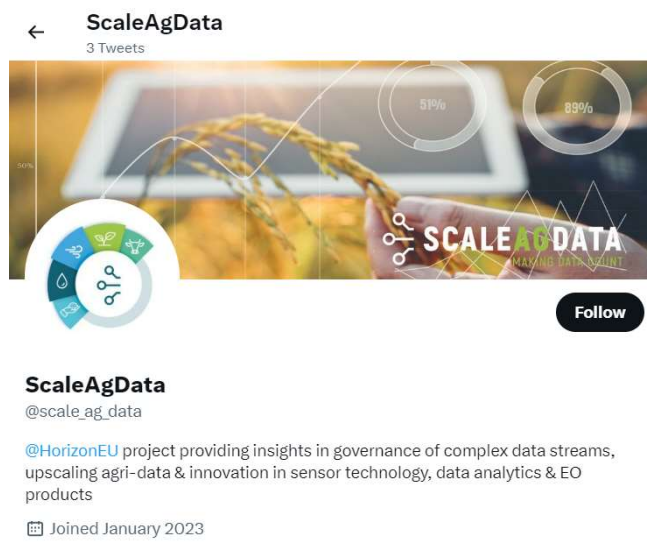 ScaleAgData
3 Tweets
51%
89%
50%
SCALEAGDATA
MAKING DATA COUNT
Follow
ScaleAgData
@scale_ag_data
@HorizonEU project providing insights in governance of complex data streams,
upscaling agri-data & innovation in sensor technology, data analytics & EO
products
Joined January 2023